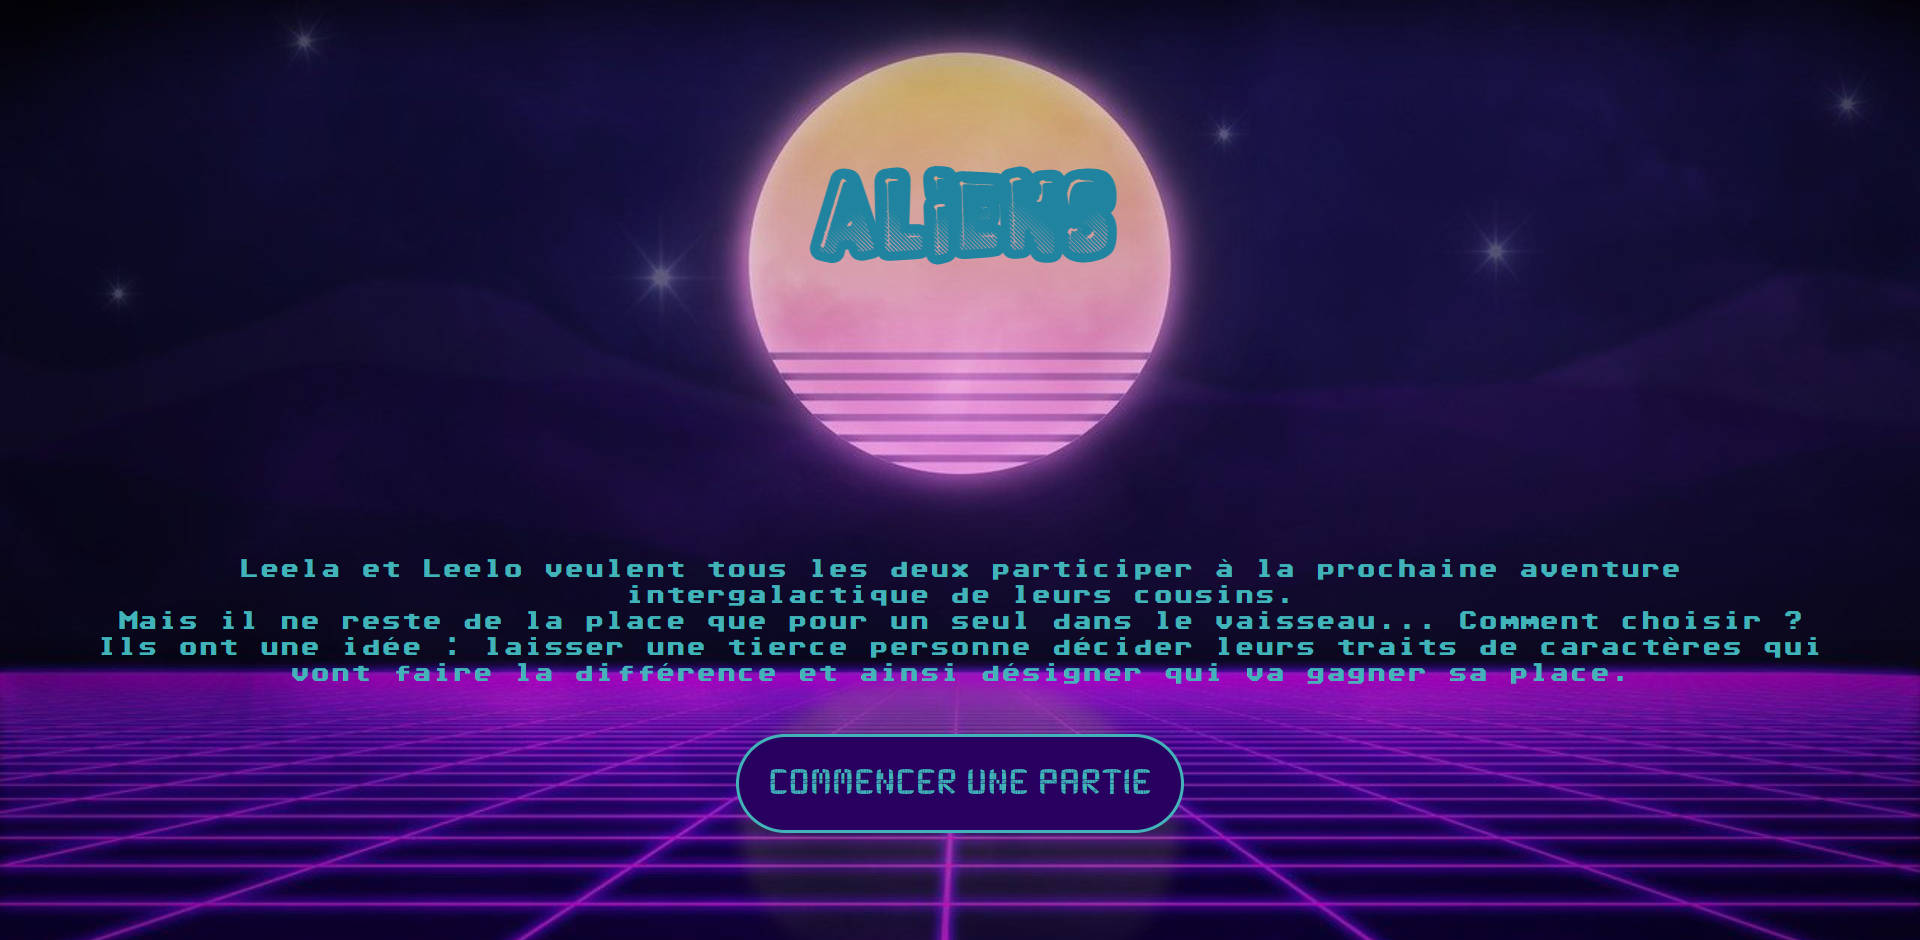 ALiENS
Leela et Leelo veulent tous les deux participer à la prochaine aventure
intergalactique de leurs cousins.
Mais il ne reste de la place que pour un seul dans le vaisseau... Comment choisir ?
Ils ont une idée : laisser une tierce personne décider leurs traits de caractères qui
vont faire la différence et ainsi désigner qui va gagner sa place.
COMMENCER UNE PARTIE